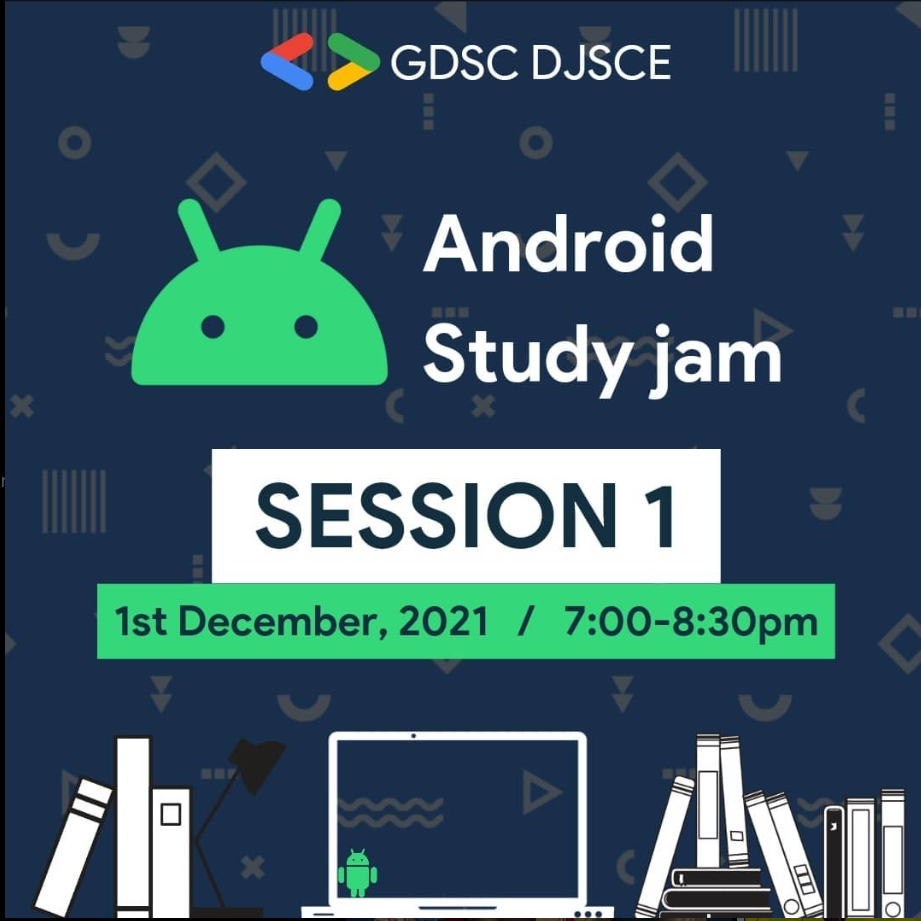 GDSC DJSCE
Android
Study jam
SESSION 1
1st December, 2021 / 7:00-8:30pm